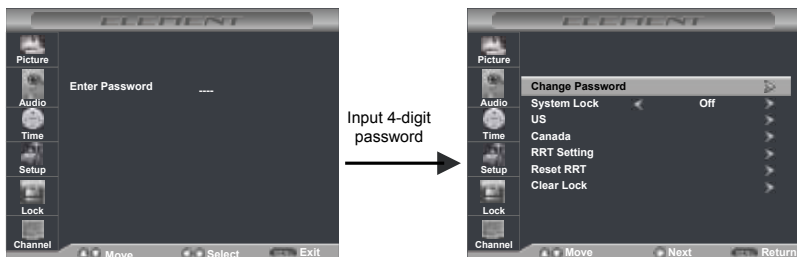 ELEMENT
Picture
Enter Password ----
Audio
Time
Setup
Lock
Channel
Move Select Exit
Input 4-digit
password
ELEMENT
Picture
Change Password
Audio
System Lock Off
US
Time
Canada
RRT Setting
Setup
Reset RRT
Clear Lock
Lock
Channel
Move Next Return